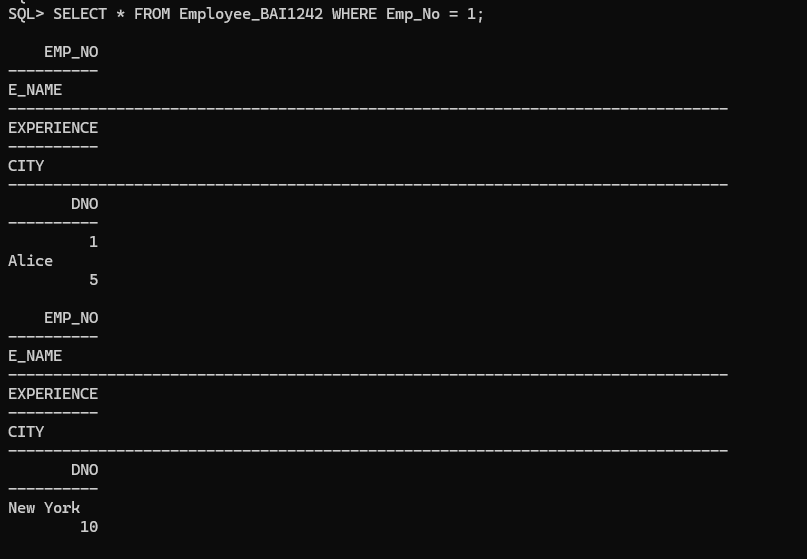 SQL> SELECT * FROM Employee_BAI1242 WHERE Emp_No = 1;
EMP_NO
----------
E_NAME
--------------------------------------------------------------------------------
EXPERIENCE
----------
CITY
--------------------------------------------------------------------------------
DNO
----------
1
Alice
5
EMP_NO
----------
E_NAME
--------------------------------------------------------------------------------
EXPERIENCE
----------
CITY
--------------------------------------------------------------------------------
DNO
----------
New York
10